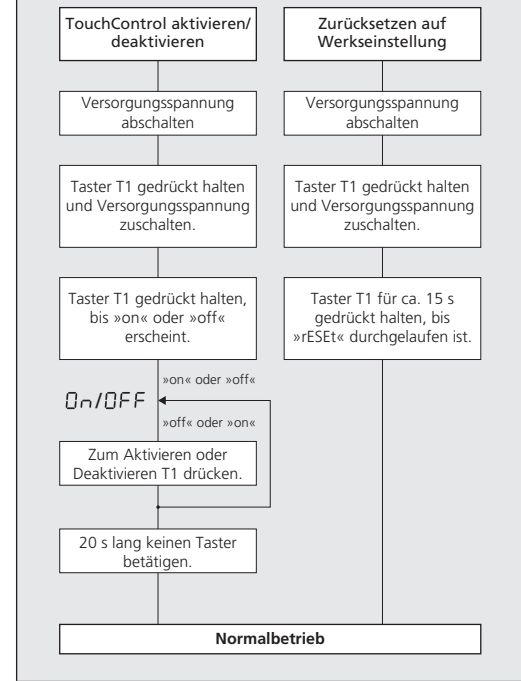 TouchControl aktivieren/
deaktivieren
Versorgungsspannung
abschalten
Taster T1 gedrückt halten
und Versorgungsspannung
zuschalten.
Taster T1 gedrückt halten,
bis »on« oder »off«
erscheint.
»on« oder »off«
On/OFF
»off« oder »on«
Zum Aktivieren oder
Deaktivieren T1 drücken.
20 s lang keinen Taster
betätigen.
Zurücksetzen auf
Werkseinstellung
Versorgungsspannung
abschalten
Taster T1 gedrückt halten
und Versorgungsspannung
zuschalten.
Taster T1 für ca. 15 s
gedrückt halten, bis
»rESEt« durchgelaufen ist.
Normalbetrieb